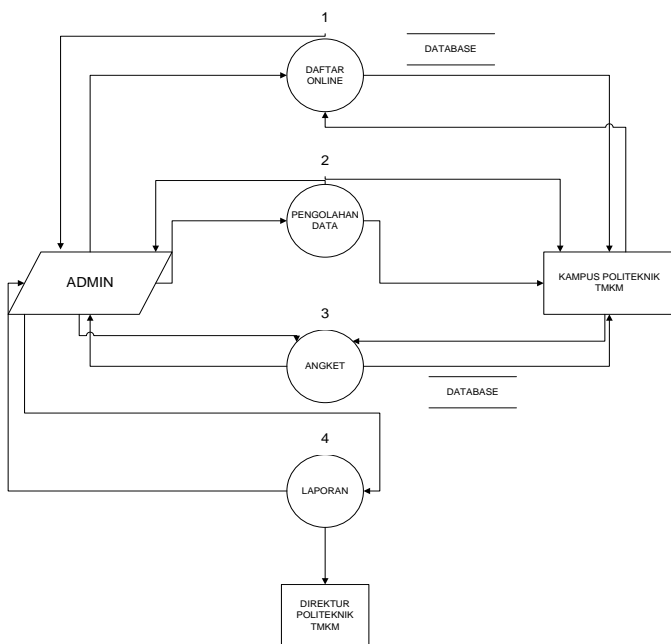 1
DATABASE
DAFTAR
ONLINE
2
PENGOLAHAN
DATA
ADMIN
KAMPUS POLITEKNIK
TMKM
3
ANGKET
DATABASE
4
LAPORAN
DIREKTUR
POLITEKNIK
TMKM